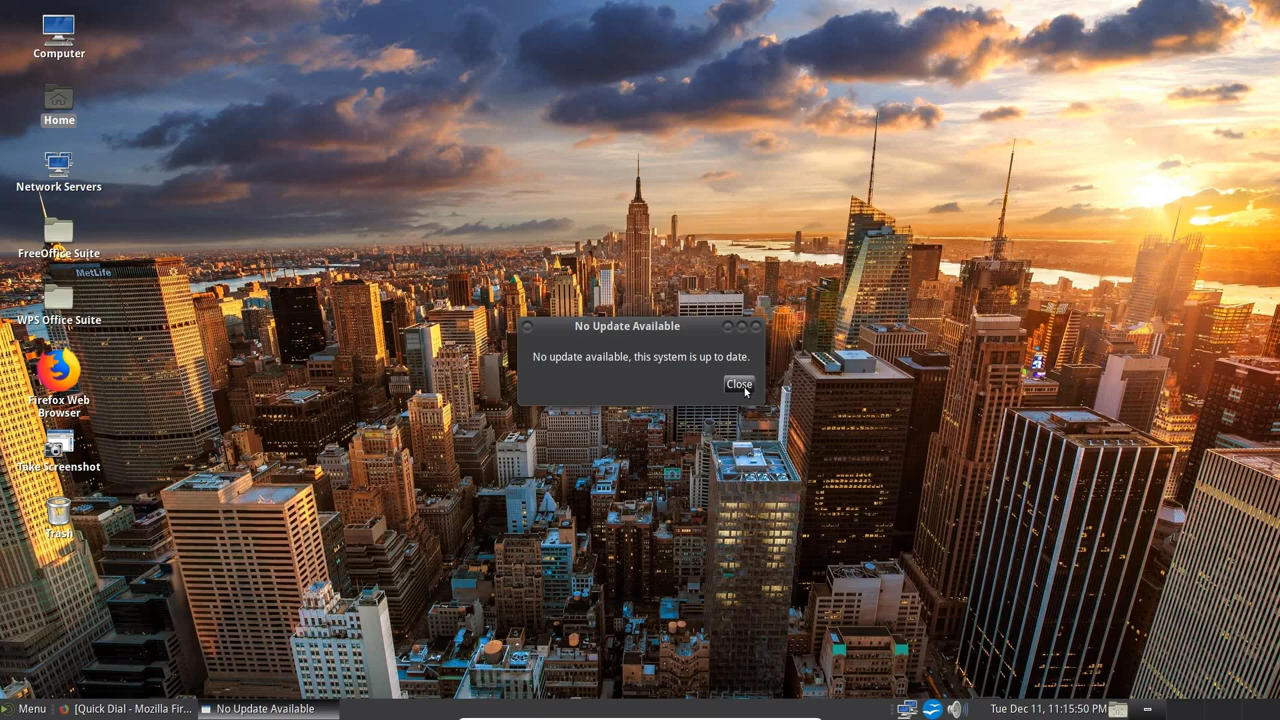 Computer
Home
Network Servers
FreeOffice Suite
MetLife
WPS Office Suite
Firefox Web
Browser
Take Screenshot
Trash
No Update Available
No update available, this system is up to date.
Close
Menu
[Quick Dial - Mozilla Fir...
No Update Available
Tue Dec 11, 11:15:50 PM